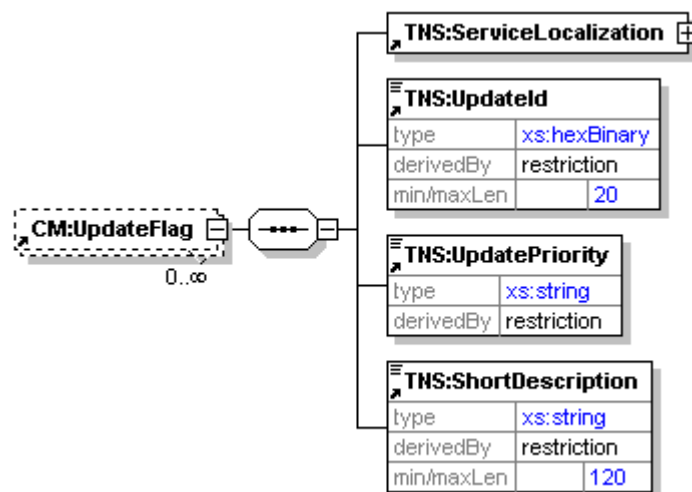 TNS:ServiceLocalization
TNS:UpdateId
type xs:hexBinary
derivedBy restriction
min/maxLen 20
CM:UpdateFlag
0..∞
TNS:UpdatePriority
type xs:string
derivedBy restriction
TNS:ShortDescription
type xs:string
derivedBy restriction
min/maxLen 120